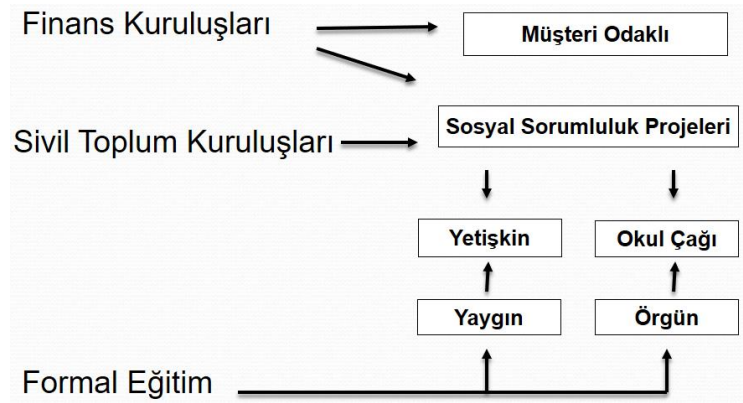 Finans Kuruluşları
Müşteri Odaklı
Sosyal Sorumluluk Projeleri
Sivil Toplum Kuruluşları
Yetişkin
Okul Çağı
Yaygın
Örgün
Formal Eğitim